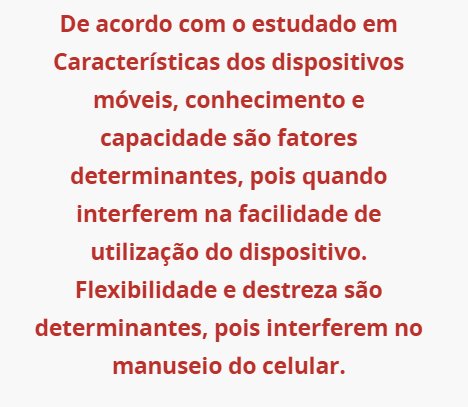 De acordo com o estudado em
Características dos dispositivos
móveis, conhecimento e
capacidade são fatores
determinantes, pois quando
interferem na facilidade de
utilização do dispositivo.
Flexibilidade e destreza são
determinantes, pois interferem no
manuseio do celular.